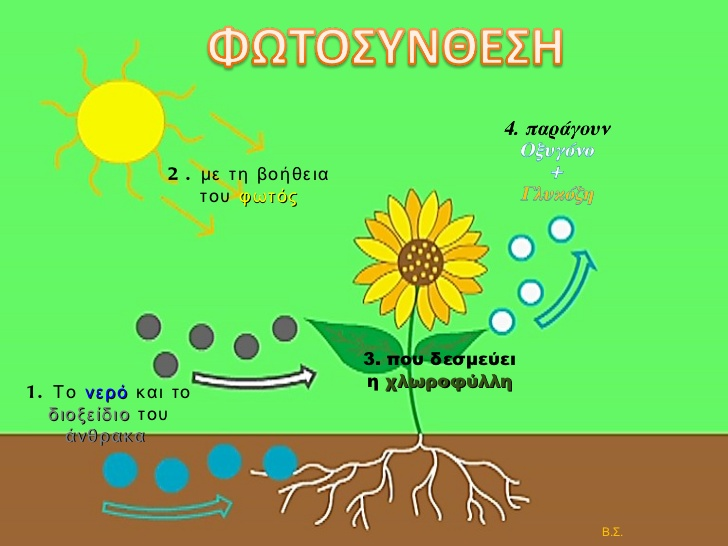 ΦΩΤΟΣΥΝΘΕΣΗ
4. παράγουν
Οξυγόνο
+
Γλυκόζη
2 . με τη βοήθεια
του φωτός
3. που δεσμεύει
η χλωροφύλλη
1. Το νερό και το
διοξείδιο του
άνθρακα
Β.Σ.